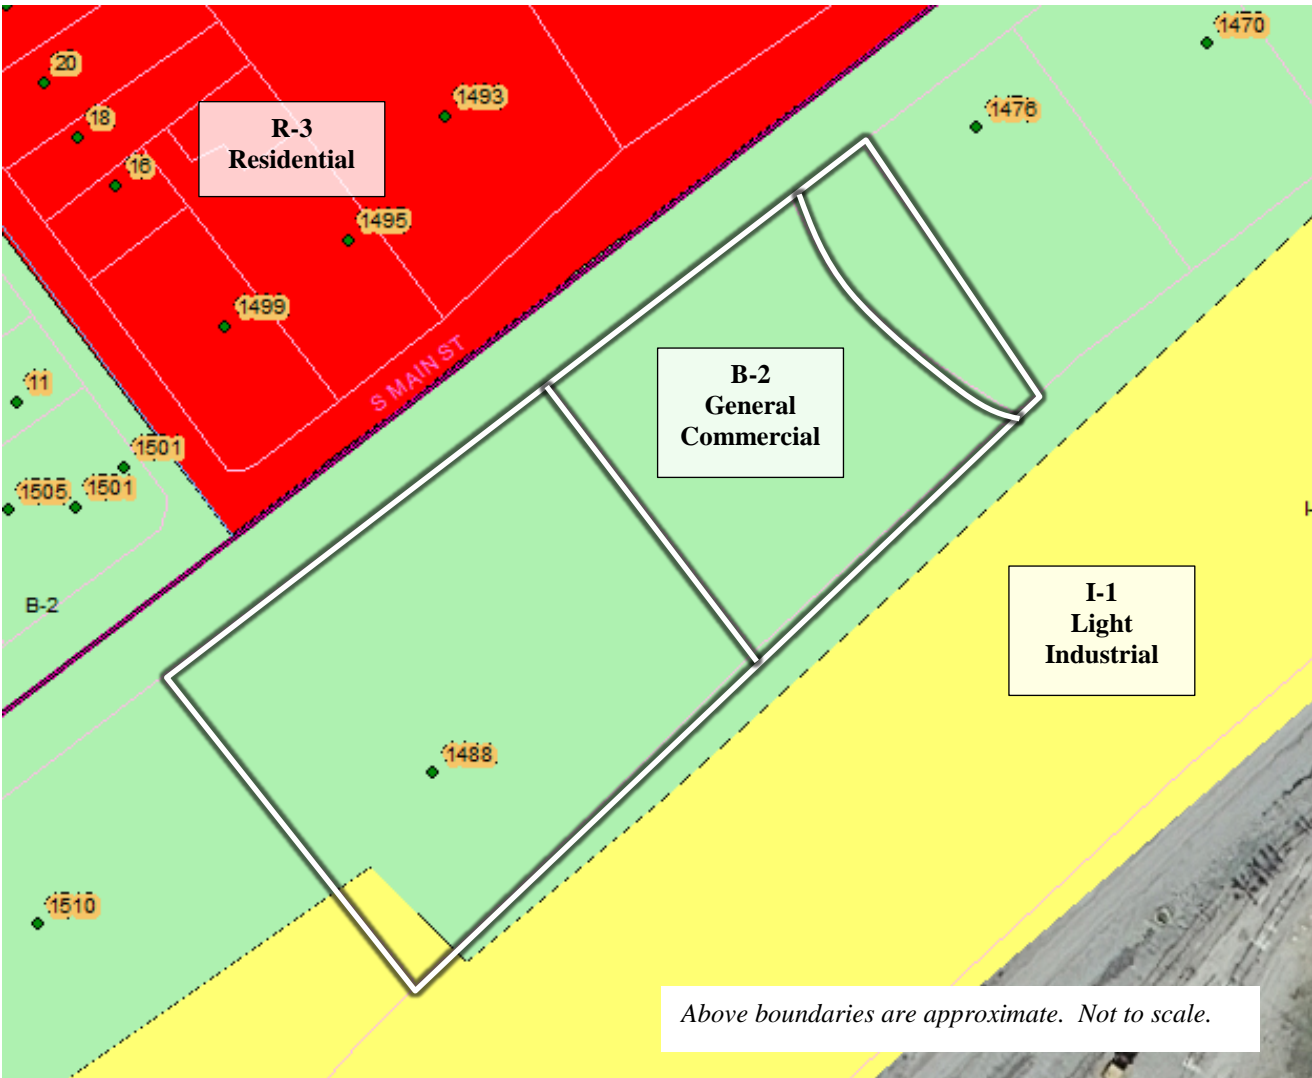 1470
20
1493
1476
18
R-3
Residential
16
1495
1499
S MAIN ST
B-2
General
Commercial
11
1501
1505
1501
I-1
Light
Industrial
B-2
1488
1510
Above boundaries are approximate. Not to scale.